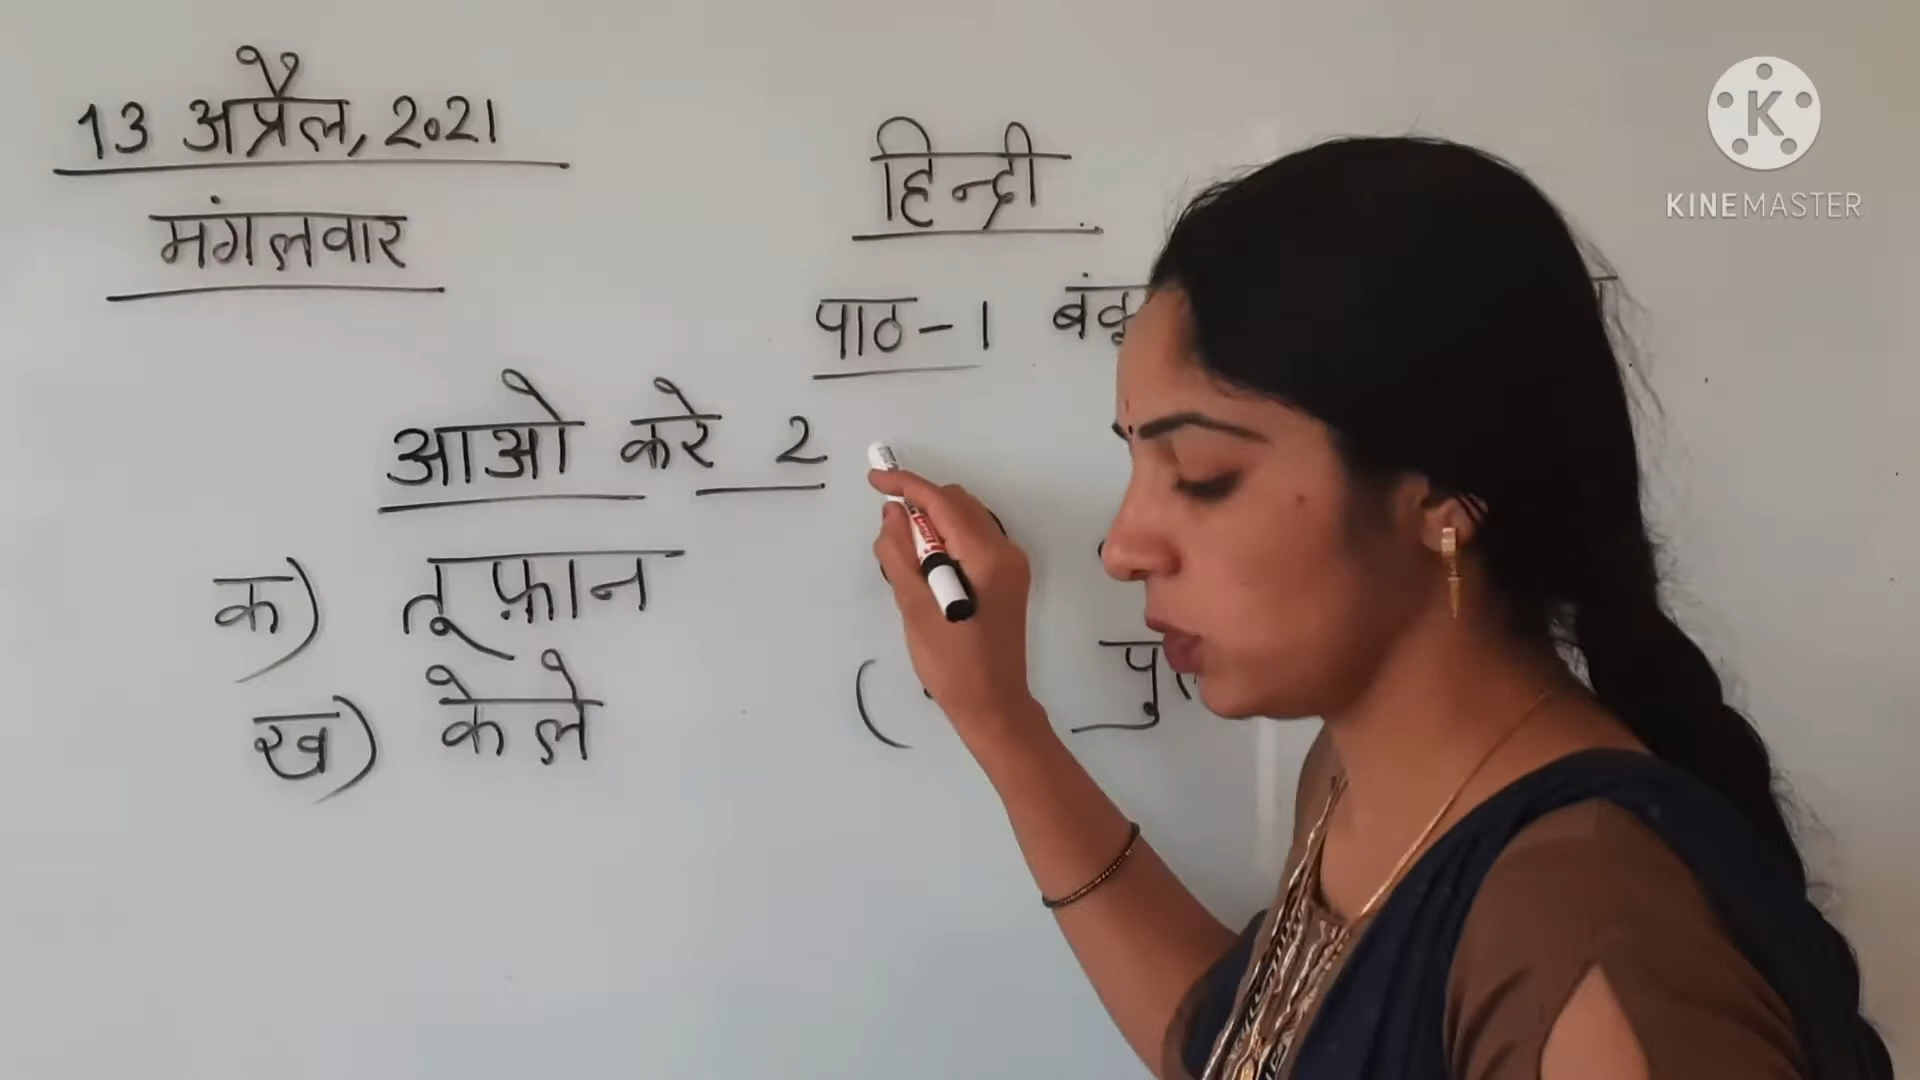 13 अप्रैल, 2021
मंगलवार
हिन्दी
पाठ-1
आओ करे 2
क) तूफ़ान
ख) केले
KINEMASTER